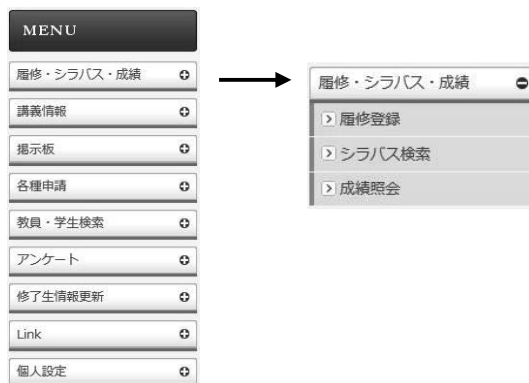 MENU
履修・シラバス・成績
講義情報
掲示板
各種申請
教員・学生検索
アンケート
修了生情報更新
Link
個人設定
履修・シラバス・成績
履修登録
シラバス検索
成績照会